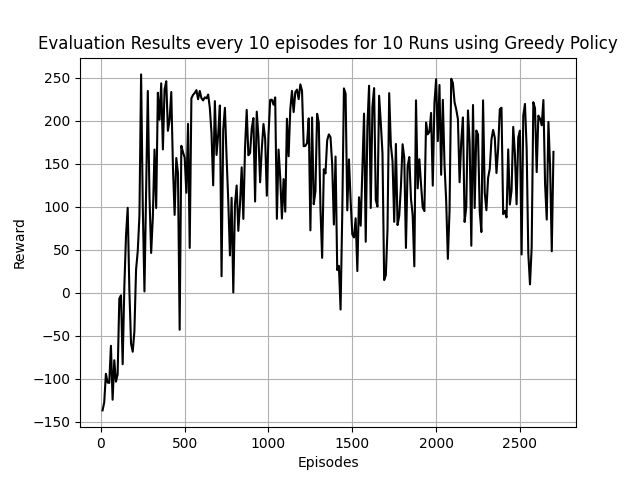 Evaluation Results every 10 episodes for 10 Runs using Greedy Policy
250
200
150
100
50
0
−50
−100
−150
Reward
0 500 1000 1500 2000 2500
Episodes